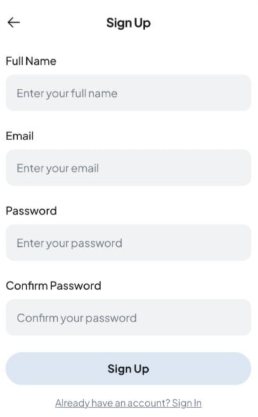 Sign Up
Full Name
Enter your full name
Email
Enter your email
Password
Enter your password
Confirm Password
Confirm your password
Sign Up
Already have an account? Sign In